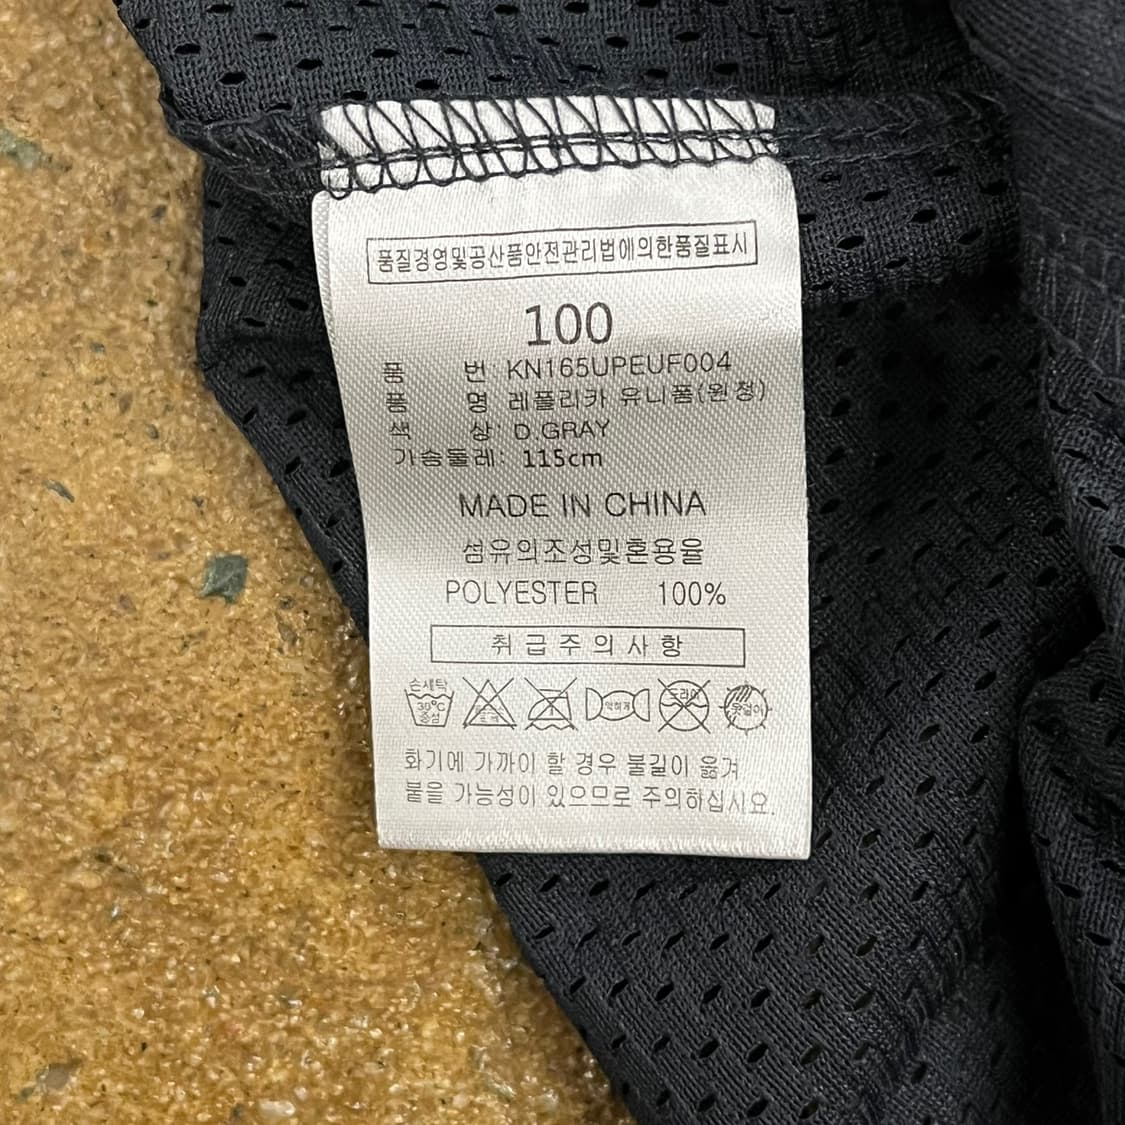 품질경영및공산품안전관리법에의한품질표시
100
품 번: KN165UPEUF004
품 명 레플리카 유니폼(원정)
색 상: D.GRAY
가슴둘레: 115cm
MADE IN CHINA
섬유의조성및혼용율
POLYESTER 100%
취급주의사항
손세탁
30℃
중성
약하게
드라이
옷걸이
화기에 가까이 할 경우 불길이 옮겨
붙을 가능성이 있으므로 주의하십시요.